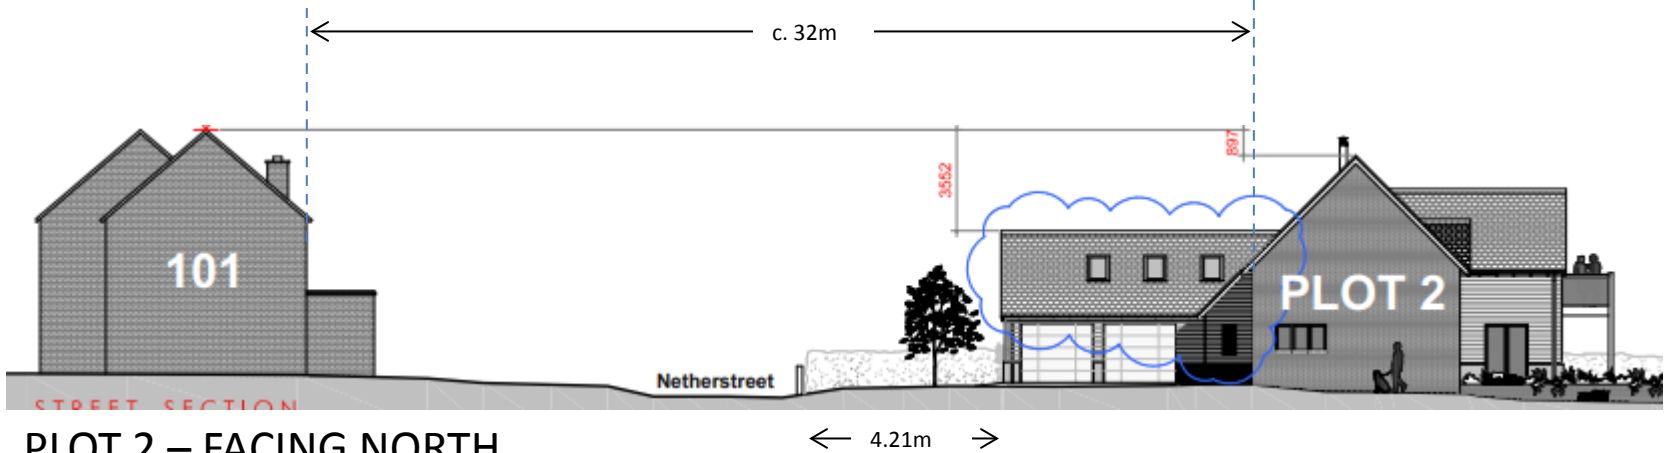 c. 32m
897
3552
101
PLOT 2
Netherstreet
STREET SECTION
4.21m
PLOT 2 – FACING NORTH